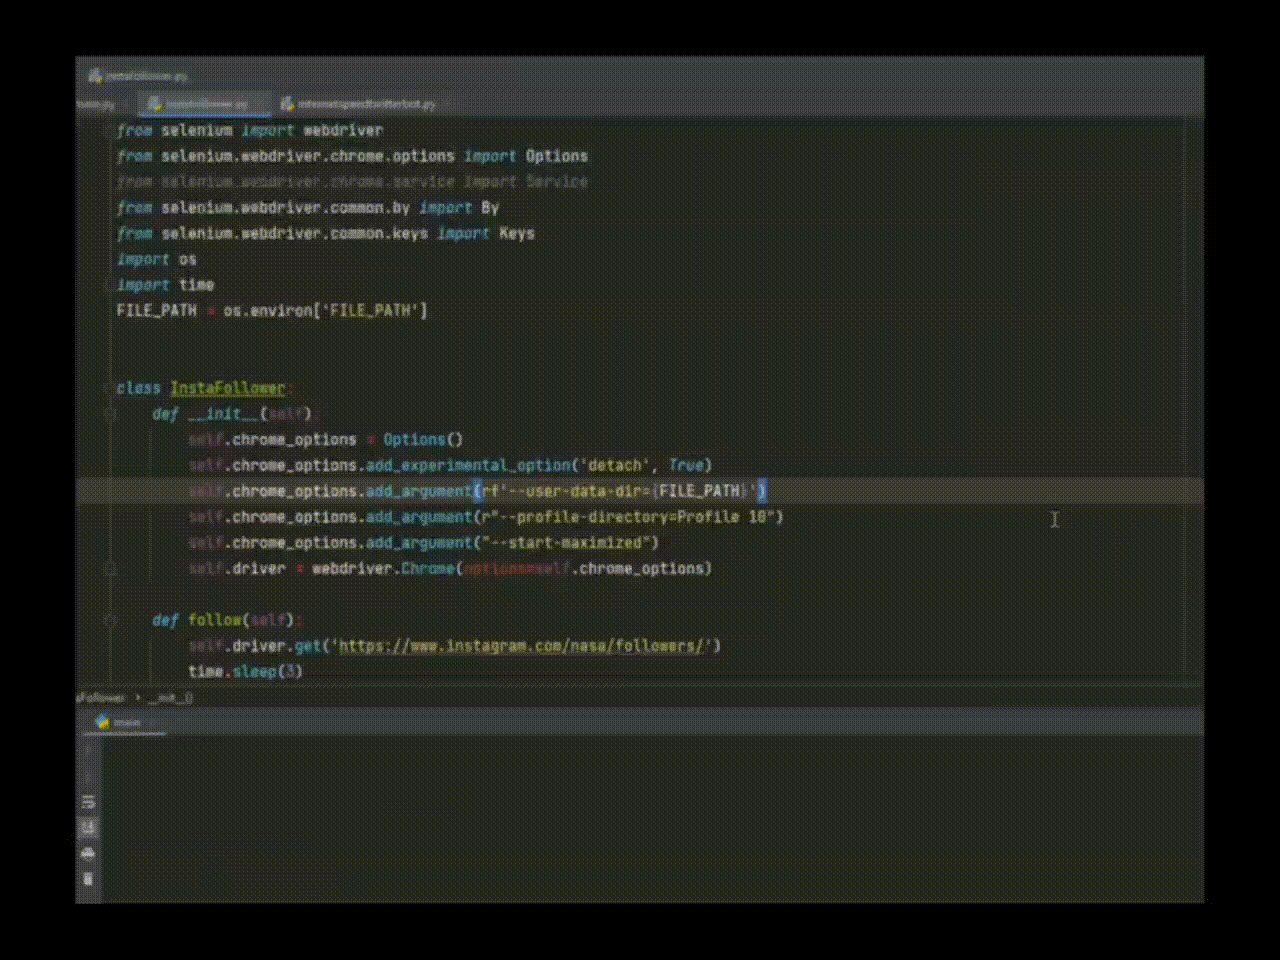 instafollower.py
instafollower.py internetspeedtwitterbot.py
from selenium import webdriver
from selenium.webdriver.chrome.options import Options
from selenium.webdriver.chrome.service import Service
from selenium.webdriver.common.by import By
from selenium.webdriver.common.keys import Keys
import os
import time
FILE_PATH = os.environ['FILE_PATH']
class InstaFollower:
def __init__(self):
self.chrome_options = Options()
self.chrome_options.add_experimental_option('detach', True)
self.chrome_options.add_argument(rf'--user-data-dir={FILE_PATH}')
self.chrome_options.add_argument(r"--profile-directory=Profile 10")
self.chrome_options.add_argument("--start-maximized")
self.driver = webdriver.Chrome(options=self.chrome_options)
def follow(self):
self.driver.get('https://www.instagram.com/nasa/followers/')
time.sleep(3)
aFollower › __init__()
main